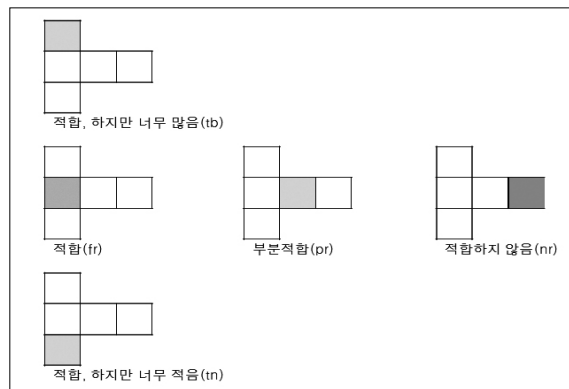 적합, 하지만 너무 많음(tb)
적합(fr)
부분적합(pr)
적합하지 않음(nr)
적합, 하지만 너무 적음(tn)